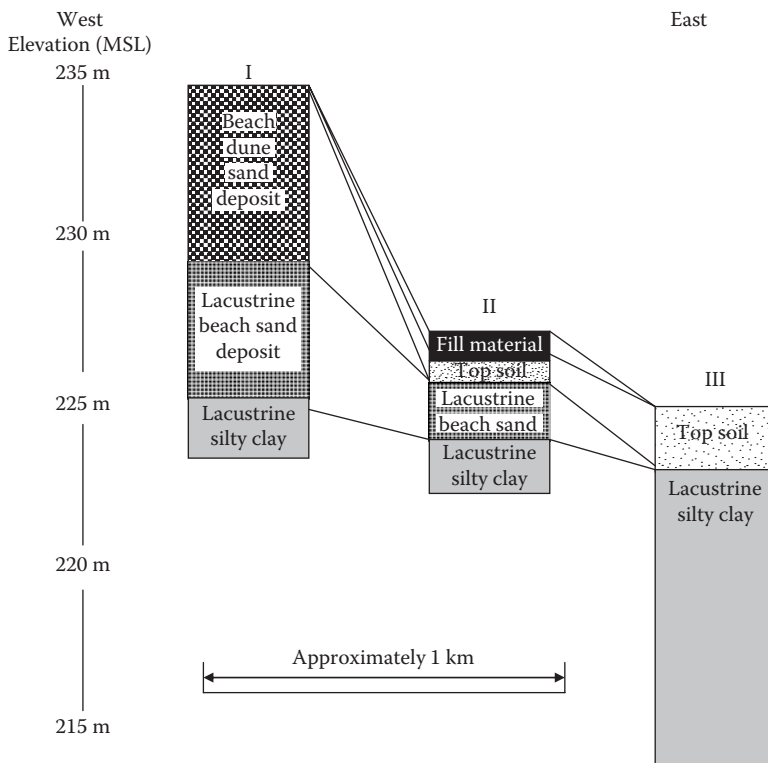 West
Elevation (MSL)
East
235 m
230 m
225 m
220 m
215 m
I
Beach
dune
sand
deposit
Lacustrine
beach sand
deposit
Lacustrine
silty clay
II
Fill material
Top soil
Lacustrine
beach sand
Lacustrine
silty clay
III
Top soil
Lacustrine
silty clay
Approximately 1 km